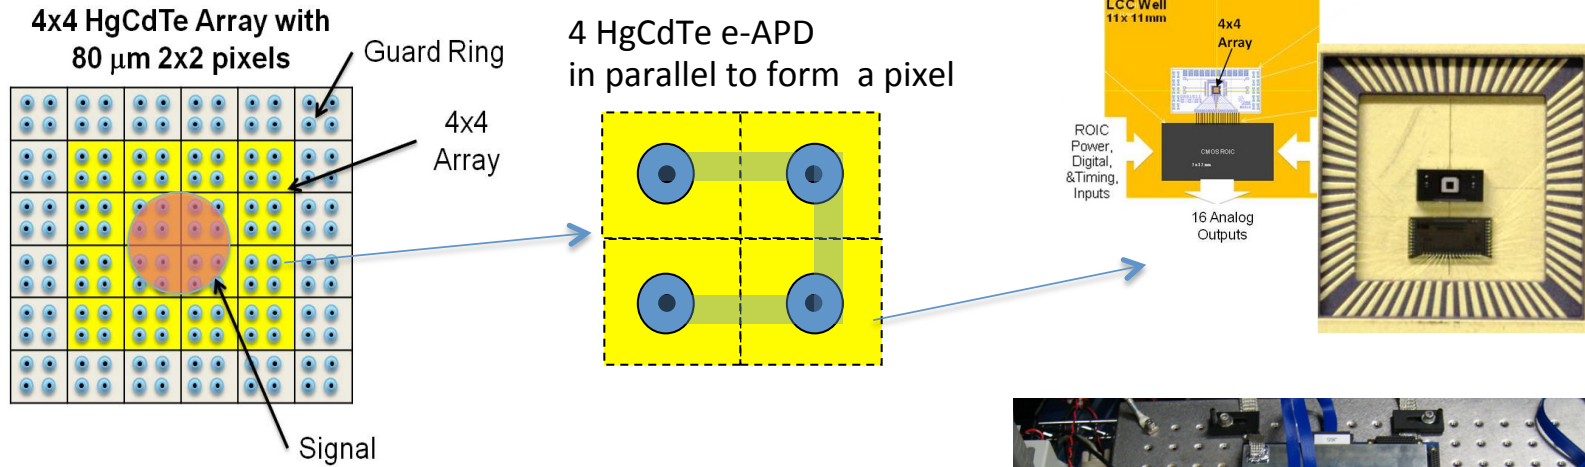 4x4 HgCdTe Array with
80 μm 2x2 pixels
Guard Ring
4x4
Array
Signal
4 HgCdTe e-APD
in parallel to form a pixel
LCC Well
11x 11mm
4x4
Array
ROIC
Power,
Digital,
&Timing,
Inputs
CMOS ROIC
16 Analog
Outputs